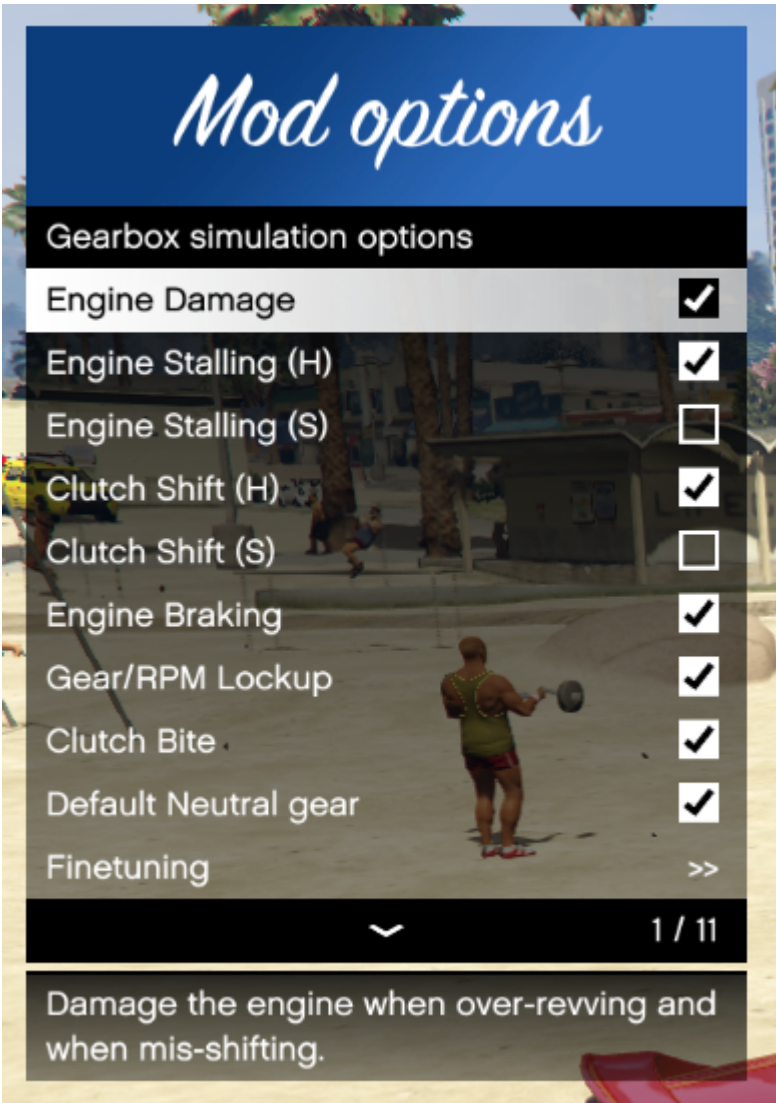 Mod options
Gearbox simulation options
Engine Damage
Engine Stalling (H)
Engine Stalling (S)
Clutch Shift (H)
Clutch Shift (S)
Engine Braking
Gear/RPM Lockup
Clutch Bite
Default Neutral gear
Finetuning >>
1 / 11
Damage the engine when over-revving and
when mis-shifting.